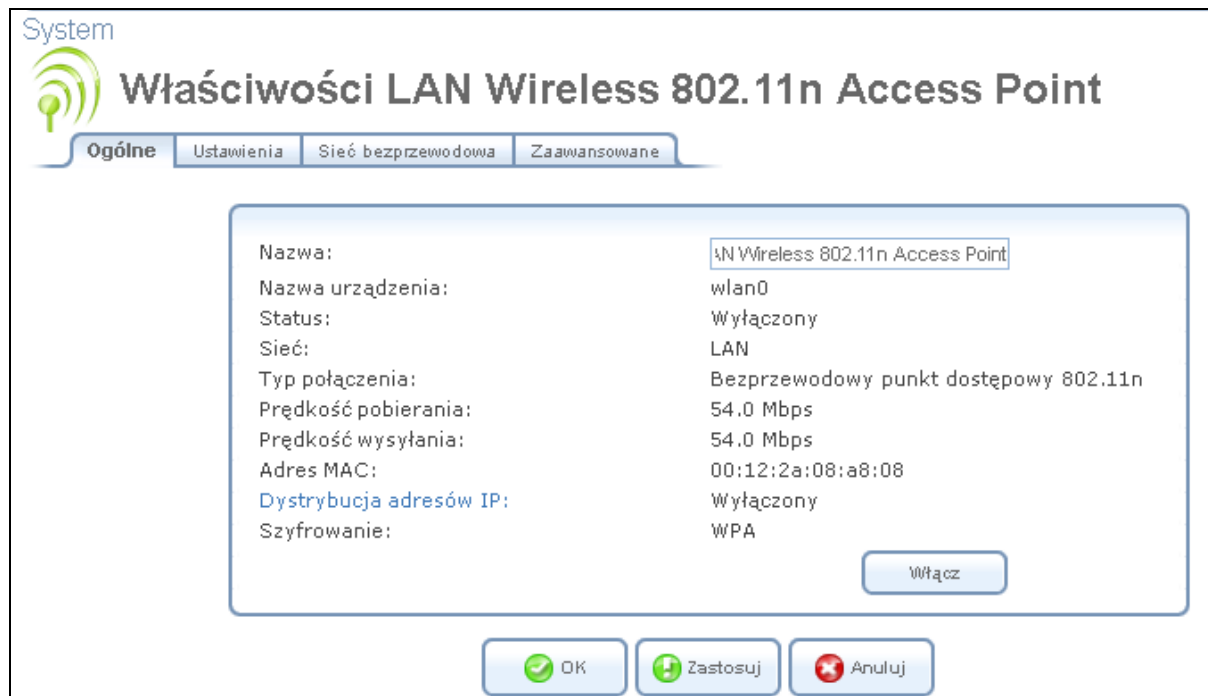 System
Właściwości LAN Wireless 802.11n Access Point
Ogólne Ustawienia Sieć bezprzewodowa Zaawansowane
Nazwa: AN Wireless 802.11n Access Point
Nazwa urządzenia: wlan0
Status: Wyłączony
Sieć: LAN
Typ połączenia: Bezprzewodowy punkt dostępowy 802.11n
Prędkość pobierania: 54.0 Mbps
Prędkość wysyłania: 54.0 Mbps
Adres MAC: 00:12:2a:08:a8:08
Dystrybucja adresów IP: Wyłączony
Szyfrowanie: WPA
Włącz
OK Zastosuj Anuluj